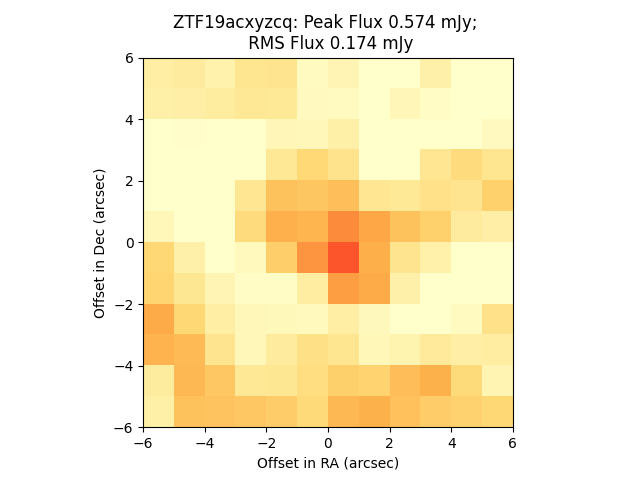 ZTF19acxyzcq: Peak Flux 0.574 mJy;
RMS Flux 0.174 mJy
6
4
2
0
−2
−4
−6
Offset in Dec (arcsec)
−6 −4 −2 0 2 4 6
Offset in RA (arcsec)